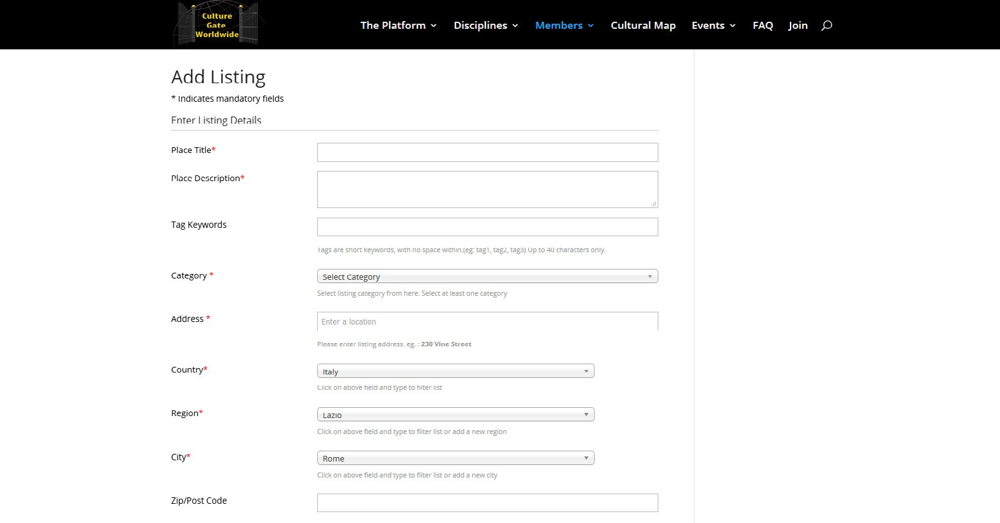 Culture
Gate
Worldwide
The Platform
Disciplines
Members
Cultural Map
Events
FAQ
Join
Add Listing
* Indicates mandatory fields
Enter Listing Details
Place Title*
Place Description*
Tag Keywords
Tags are short keywords, with no space within.(eg: tag1, tag2, tag3) Up to 40 characters only.
Category *
Select Category
Select listing category from here. Select at least one category
Address *
Enter a location
Please enter listing address. eg. : 230 Vine Street
Country*
Italy
Click on above field and type to filter list
Region*
Lazio
Click on above field and type to filter list or add a new region
City*
Rome
Click on above field and type to filter list or add a new city
Zip/Post Code